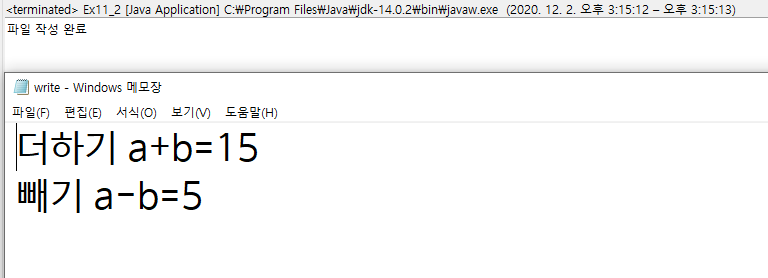 <terminated> Ex11_2 [Java Application] C:₩Program Files₩Java₩jdk-14.0.2₩bin₩javaw.exe (2020. 12. 2. 오후 3:15:12 – 오후 3:15:13)
파일 작성 완료
write - Windows 메모장
파일(F) 편집(E) 서식(O) 보기(V) 도움말(H)
더하기 a+b=15
빼기 a-b=5